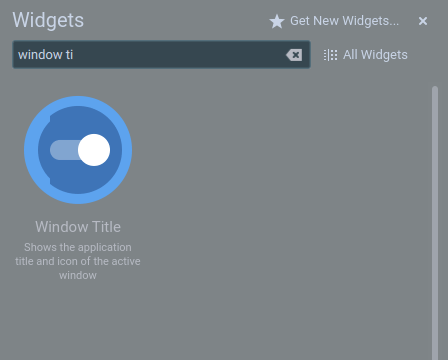 Widgets
Get New Widgets...
window ti
All Widgets
Window Title
Shows the application
title and icon of the active
window